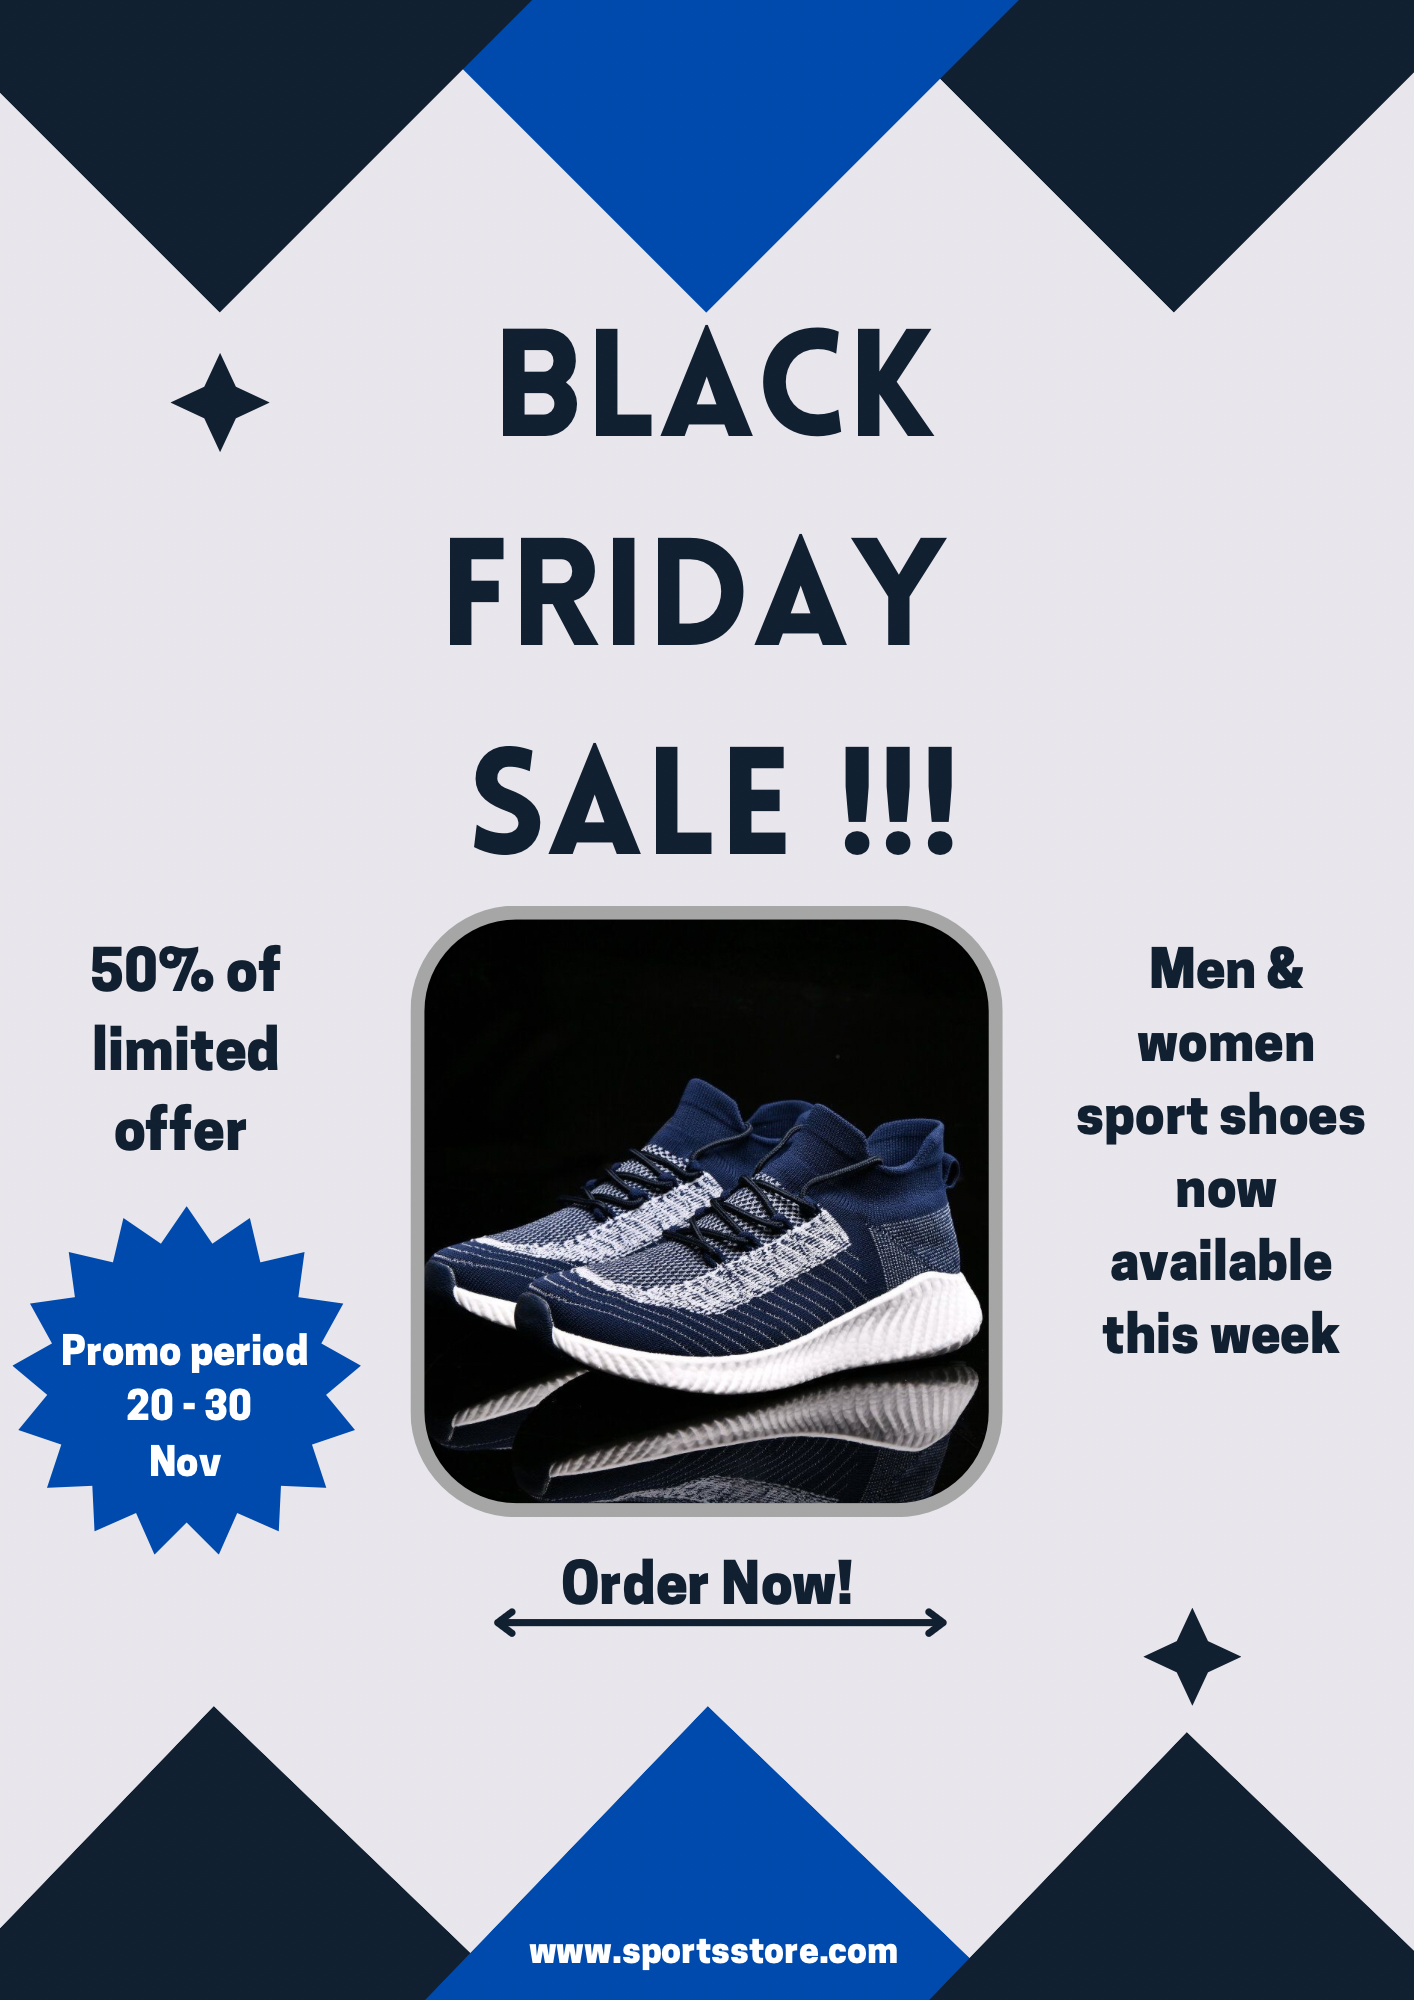 BLACK
FRIDAY
SALE !!!
50% of
limited
offer
Men &
women
sport shoes
now
available
this week
Promo period
20 - 30
Nov
Order Now!
www.sportsstore.com